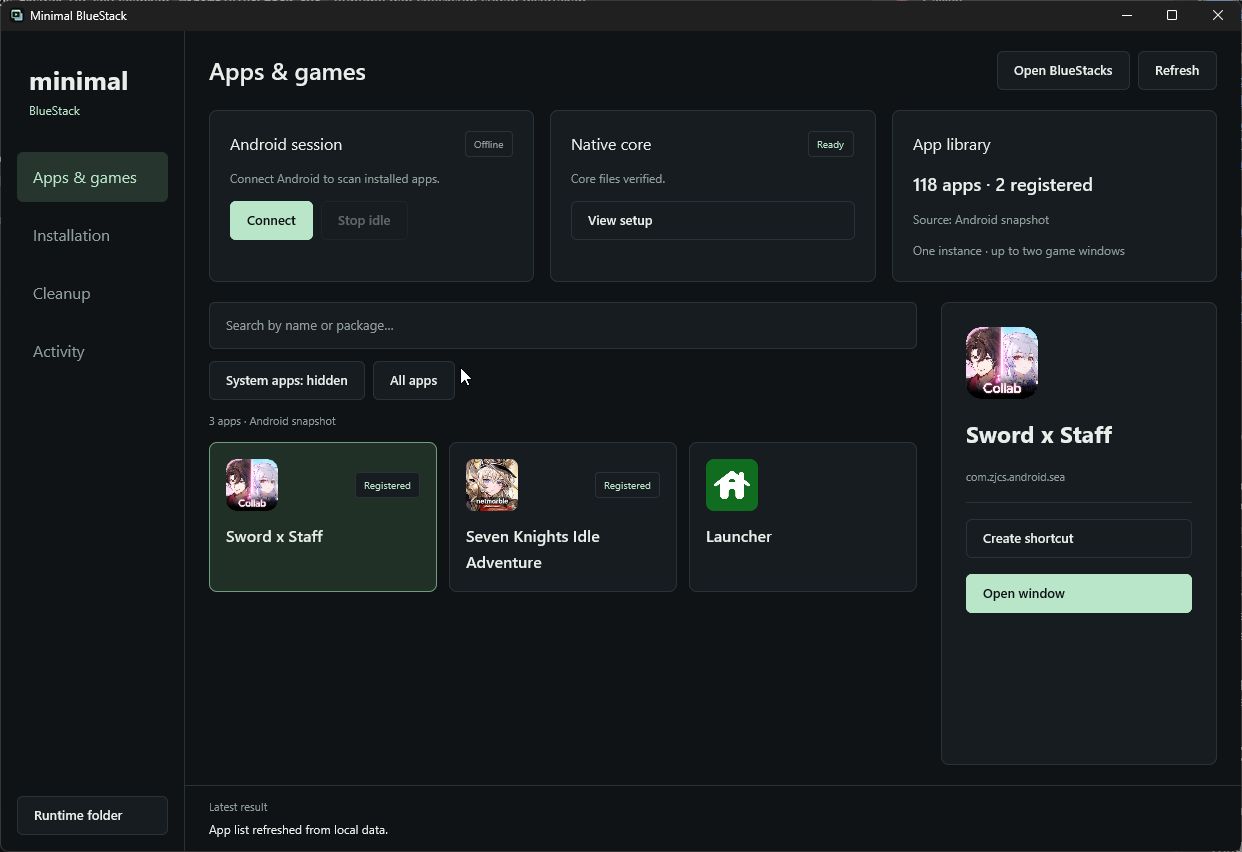 Minimal BlueStack
minimal
BlueStack
Apps & games
Installation
Cleanup
Activity
Runtime folder
Apps & games
Open BlueStacks
Refresh
Android session
Offline
Connect Android to scan installed apps.
Connect
Stop idle
Native core
Ready
Core files verified.
View setup
App library
118 apps · 2 registered
Source: Android snapshot
One instance · up to two game windows
Search by name or package...
System apps: hidden
All apps
3 apps · Android snapshot
Collab
Registered
Sword x Staff
netmarble
Registered
Seven Knights Idle
Adventure
Launcher
Collab
Sword x Staff
com.zjcs.android.sea
Create shortcut
Open window
Latest result
App list refreshed from local data.